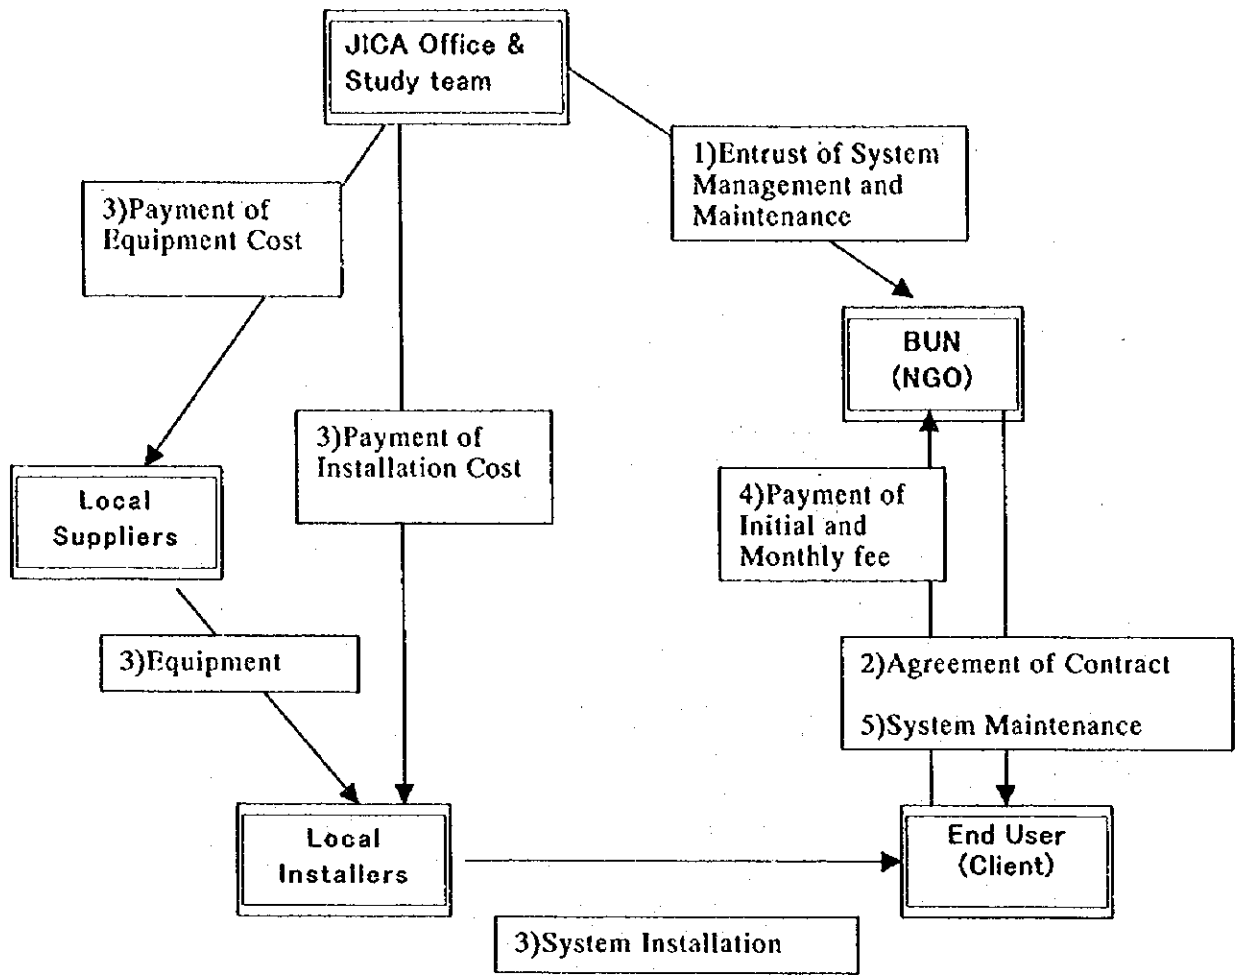 JICA Office &
Study team
1)Entrust of System
Management and
Maintenance
3)Payment of
Equipment Cost
BUN
(NGO)
3)Payment of
Installation Cost
4)Payment of
Initial and
Monthly fee
Local
Suppliers
3)Equipment
2)Agreement of Contract
5)System Maintenance
Local
Installers
End User
(Client)
3)System Installation